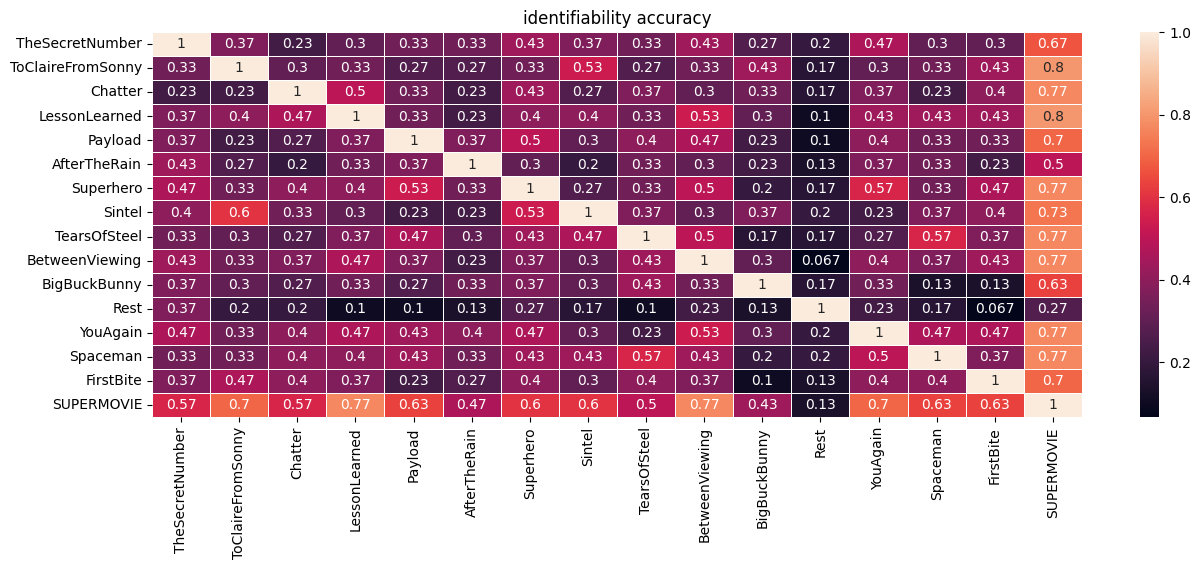 identifiability accuracy
TheSecretNumber 1 0.37 0.23 0.3 0.33 0.33 0.43 0.37 0.33 0.43 0.27 0.2 0.47 0.3 0.3 0.67
ToClaireFromSonny 0.33 1 0.3 0.33 0.27 0.27 0.33 0.53 0.27 0.33 0.43 0.17 0.3 0.33 0.43 0.8
Chatter 0.23 0.23 1 0.5 0.33 0.23 0.43 0.27 0.37 0.3 0.33 0.17 0.37 0.23 0.4 0.77
LessonLearned 0.37 0.4 0.47 1 0.33 0.23 0.4 0.4 0.33 0.53 0.3 0.1 0.43 0.43 0.43 0.8
Payload 0.37 0.23 0.27 0.37 1 0.37 0.5 0.3 0.4 0.47 0.23 0.1 0.4 0.33 0.33 0.7
AfterTheRain 0.43 0.27 0.2 0.33 0.37 1 0.3 0.2 0.33 0.3 0.23 0.13 0.37 0.33 0.23 0.5
Superhero 0.47 0.33 0.4 0.4 0.53 0.33 1 0.27 0.33 0.5 0.2 0.17 0.57 0.33 0.47 0.77
Sintel 0.4 0.6 0.33 0.3 0.23 0.23 0.53 1 0.37 0.3 0.37 0.2 0.23 0.37 0.4 0.73
TearsOfSteel 0.33 0.3 0.27 0.37 0.47 0.3 0.43 0.47 1 0.5 0.17 0.17 0.27 0.57 0.37 0.77
BetweenViewing 0.43 0.33 0.37 0.47 0.37 0.23 0.37 0.3 0.43 1 0.3 0.067 0.4 0.37 0.43 0.77
BigBuckBunny 0.37 0.3 0.27 0.33 0.27 0.33 0.37 0.3 0.43 0.33 1 0.17 0.33 0.13 0.13 0.63
Rest 0.37 0.2 0.2 0.1 0.1 0.13 0.27 0.17 0.1 0.23 0.13 1 0.23 0.17 0.067 0.27
YouAgain 0.47 0.33 0.4 0.47 0.43 0.4 0.47 0.3 0.23 0.53 0.3 0.2 1 0.47 0.47 0.77
Spaceman 0.33 0.33 0.4 0.4 0.43 0.33 0.43 0.43 0.57 0.43 0.2 0.2 0.5 1 0.37 0.77
FirstBite 0.37 0.47 0.4 0.37 0.23 0.27 0.4 0.3 0.4 0.37 0.1 0.13 0.4 0.4 1 0.7
SUPERMOVIE 0.57 0.7 0.57 0.77 0.63 0.47 0.6 0.6 0.5 0.77 0.43 0.13 0.7 0.63 0.63 1
TheSecretNumber
ToClaireFromSonny
Chatter
LessonLearned
Payload
AfterTheRain
Superhero
Sintel
TearsOfSteel
BetweenViewing
BigBuckBunny
Rest
YouAgain
Spaceman
FirstBite
SUPERMOVIE
1.0
0.8
0.6
0.4
0.2